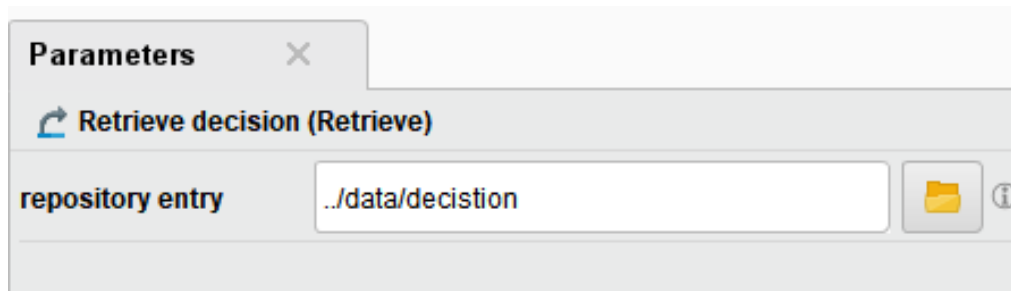 Parameters
Retrieve decision (Retrieve)
repository entry ../data/decistion